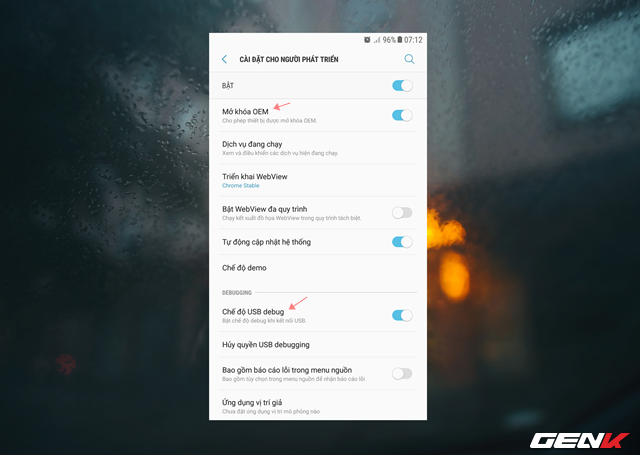 96% 07:12
CÀI ĐẶT CHO NGƯỜI PHÁT TRIỂN
BẬT
Mở khóa OEM
Cho phép thiết bị được mở khóa OEM.
Dịch vụ đang chạy
Xem và điều khiển các dịch vụ hiện đang chạy.
Triển khai WebView
Chrome Stable
Bật WebView đa quy trình
Chạy kết xuất đồ họa WebView trong quy trình tách biệt.
Tự động cập nhật hệ thống
Chế độ demo
DEBUGGING
Chế độ USB debug
Bật chế độ debug khi kết nối USB.
Hủy quyền USB debugging
Bao gồm báo cáo lỗi trong menu nguồn
Bao gồm tùy chọn trong menu nguồn để nhận báo cáo lỗi
Ứng dụng vị trí giả
Chưa đặt ứng dụng vị trí mô phỏng nào
GENK